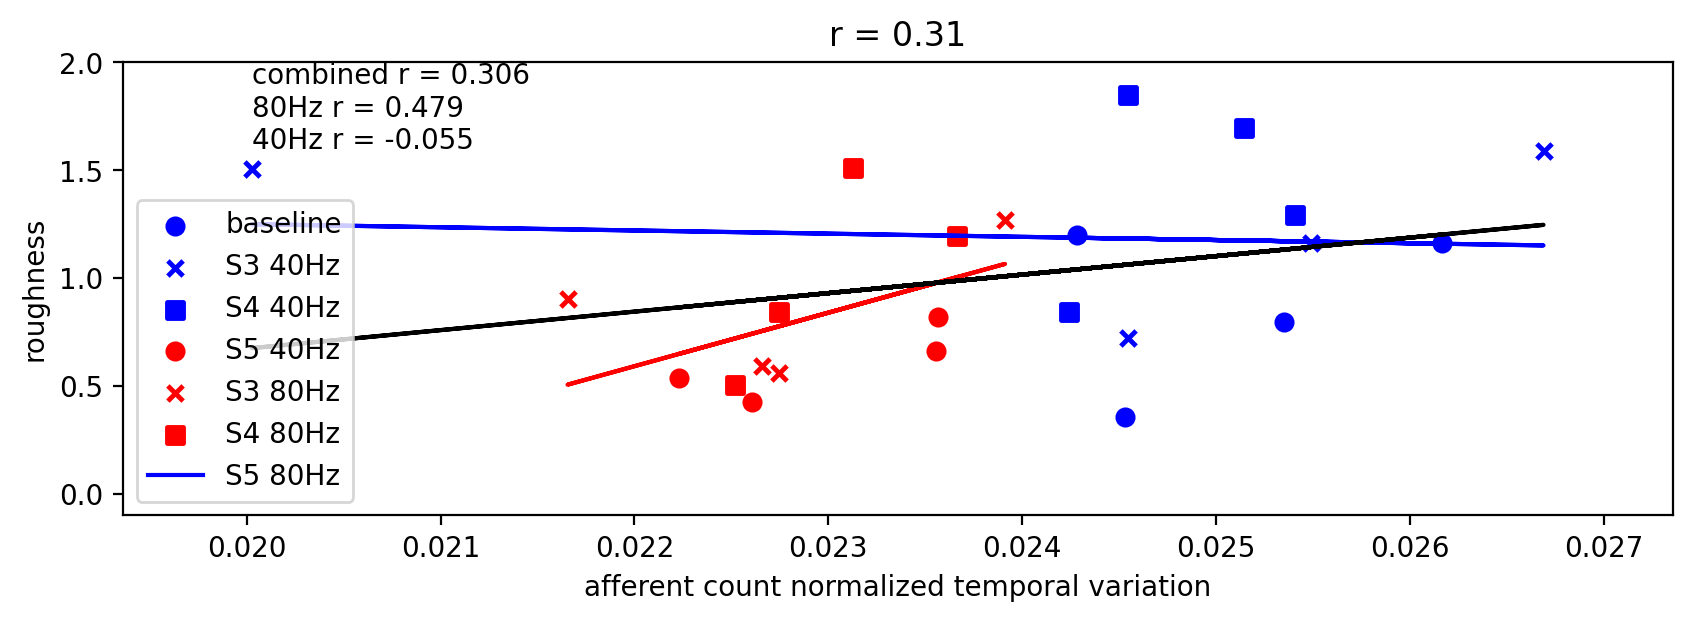 r = 0.31
combined r = 0.306
80Hz r = 0.479
40Hz r = -0.055
2.0
1.5
1.0
0.5
0.0
roughness
baseline
S3 40Hz
S4 40Hz
S5 40Hz
S3 80Hz
S4 80Hz
S5 80Hz
0.020 0.021 0.022 0.023 0.024 0.025 0.026 0.027
afferent count normalized temporal variation